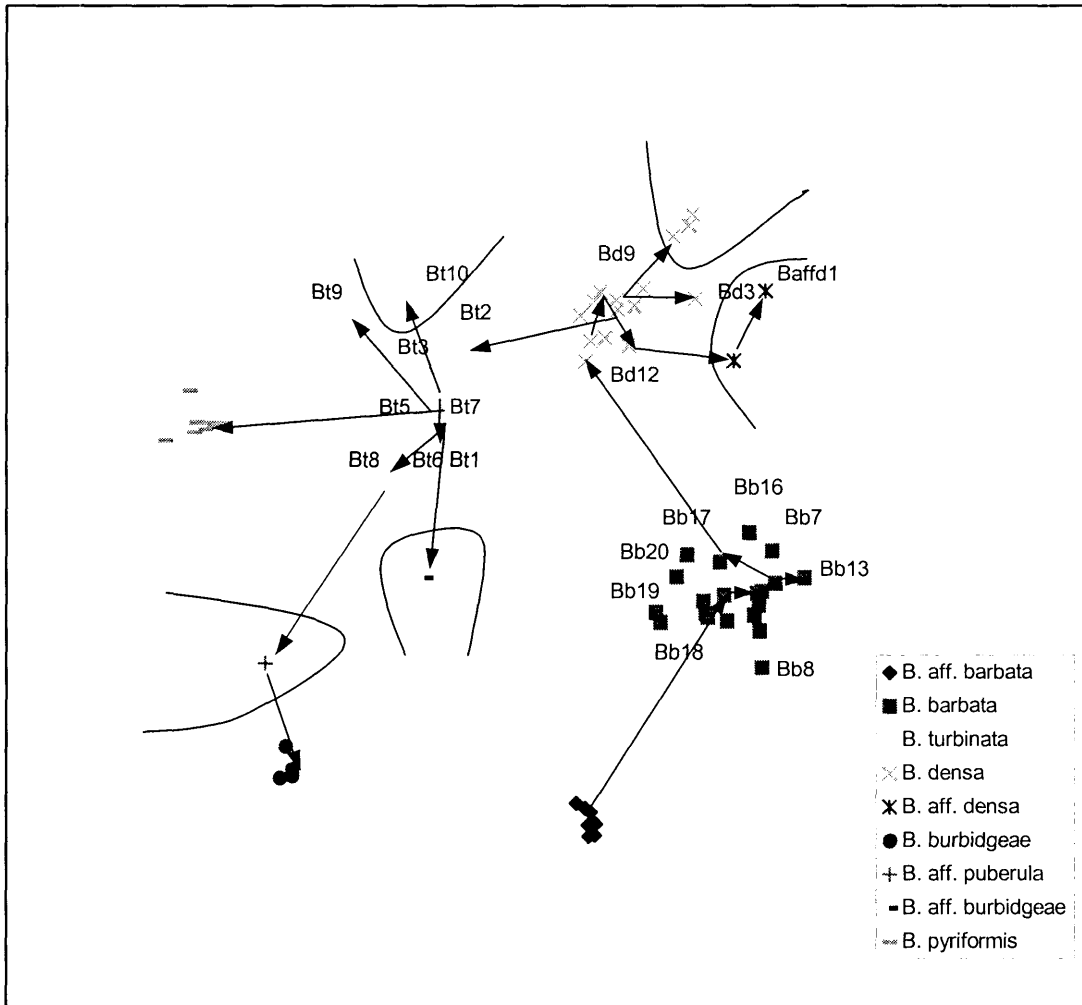 Bd9
Baffd1
Bt10
Bt9
Bd3
Bt2
Bt3
Bd12
Bt5
Bt7
Bt8
Bt6
Bt1
Bb16
Bb17
Bb7
Bb20
Bb13
Bb19
Bb18
Bb8
B. aff. barbata
B. barbata
B. turbinata
B. densa
B. aff. densa
B. burbidgeae
B. aff. puberula
B. aff. burbidgeae
B. pyriformis